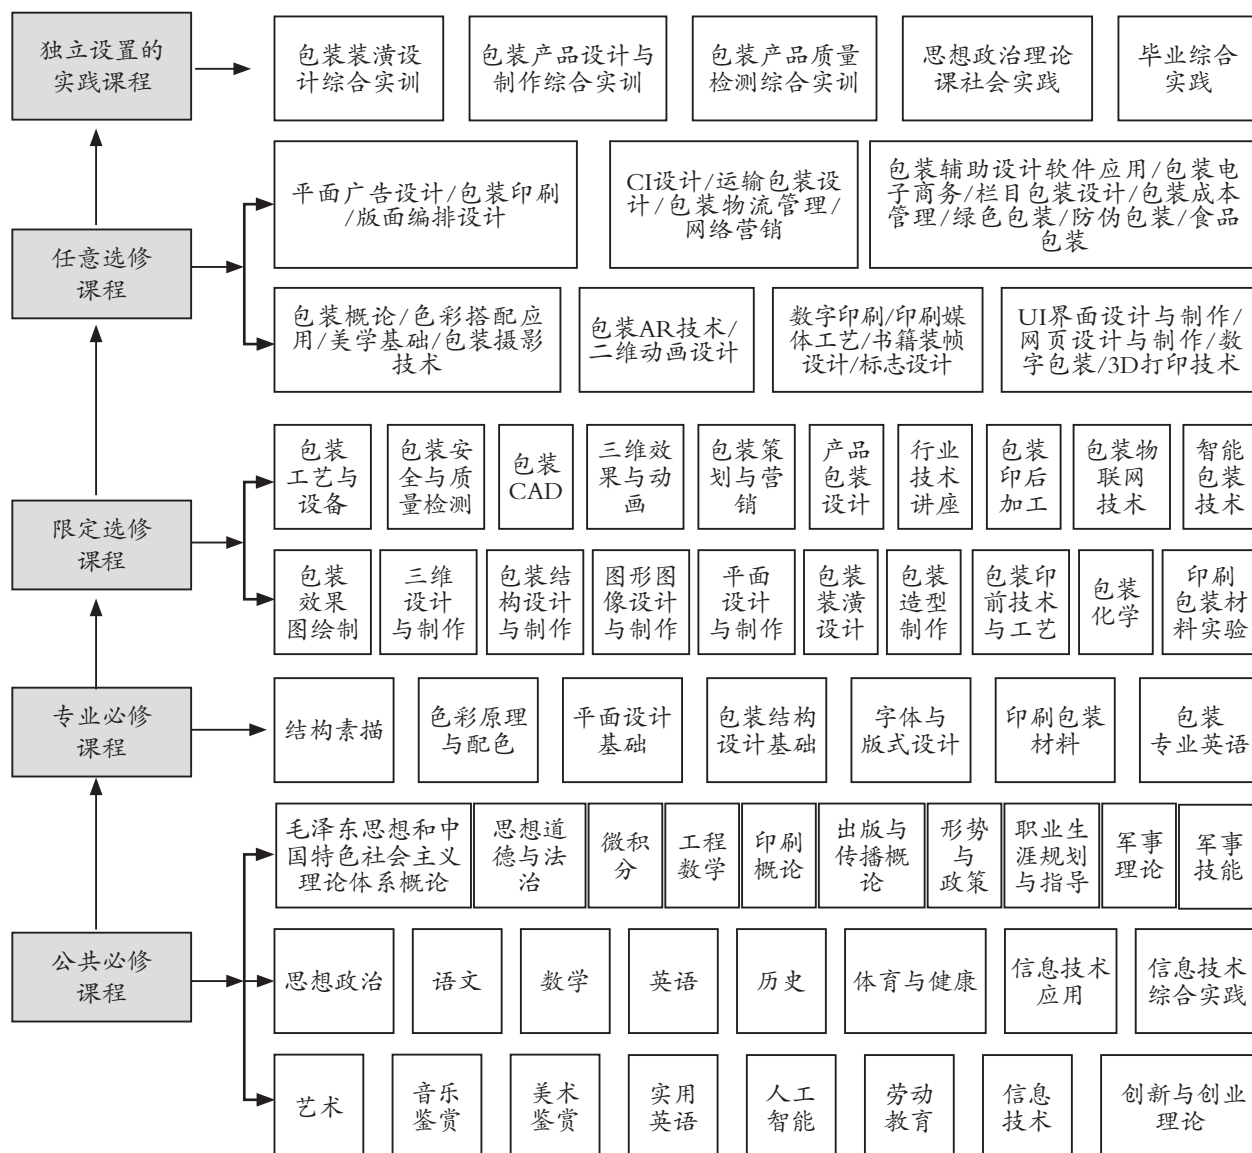 独立设置的
实践课程
包装装潢设
计综合实训
包装产品设计与
制作综合实训
包装产品质量
检测综合实训
思想政治理论
课社会实践
毕业综合
实践
任意选修
课程
平面广告设计/包装印刷
/版面编排设计
CI设计/运输包装设
计/包装物流管理/
网络营销
包装辅助设计软件应用/包装电
子商务/栏目包装设计/包装成本
管理/绿色包装/防伪包装/食品
包装
包装概论/色彩搭配应
用/美学基础/包装摄影
技术
包装AR技术/
二维动画设计
数字印刷/印刷媒
体工艺/书籍装帧
设计/标志设计
UI界面设计与制作/
网页设计与制作/数
字包装/3D打印技术
限定选修
课程
包装
工艺与
设备
包装安
全与质
量检测
包装
CAD
三维效
果与动
画
包装策
划与营
销
产品
包装
设计
行业
技术
讲座
包装
印后
加工
包装物
联网
技术
智能
包装
技术
包装
效果
图绘制
三维
设计
与制作
包装结
构设计
与制作
图形图
像设计
与制作
平面
设计
与制作
包装
装潢
设计
包装
造型
制作
包装印
前技术
与工艺
包装
化学
印刷
包装材
料实验
专业必修
课程
结构素描
色彩原理
与配色
平面设计
基础
包装结构
设计基础
字体与
版式设计
印刷包装
材料
包装
专业英语
公共必修
课程
毛泽东思想和中
国特色社会主义
理论体系概论
思想道
德与法
治
微积
分
工程
数学
印刷
概论
出版与
传播概
论
形势
与
政策
职业生
涯规划
与指导
军事
理论
军事
技能
思想政治
语文
数学
英语
历史
体育与健康
信息技术
应用
信息技术
综合实践
艺术
音乐
鉴赏
美术
鉴赏
实用
英语
人工
智能
劳动
教育
信息
技术
创新与创业
理论